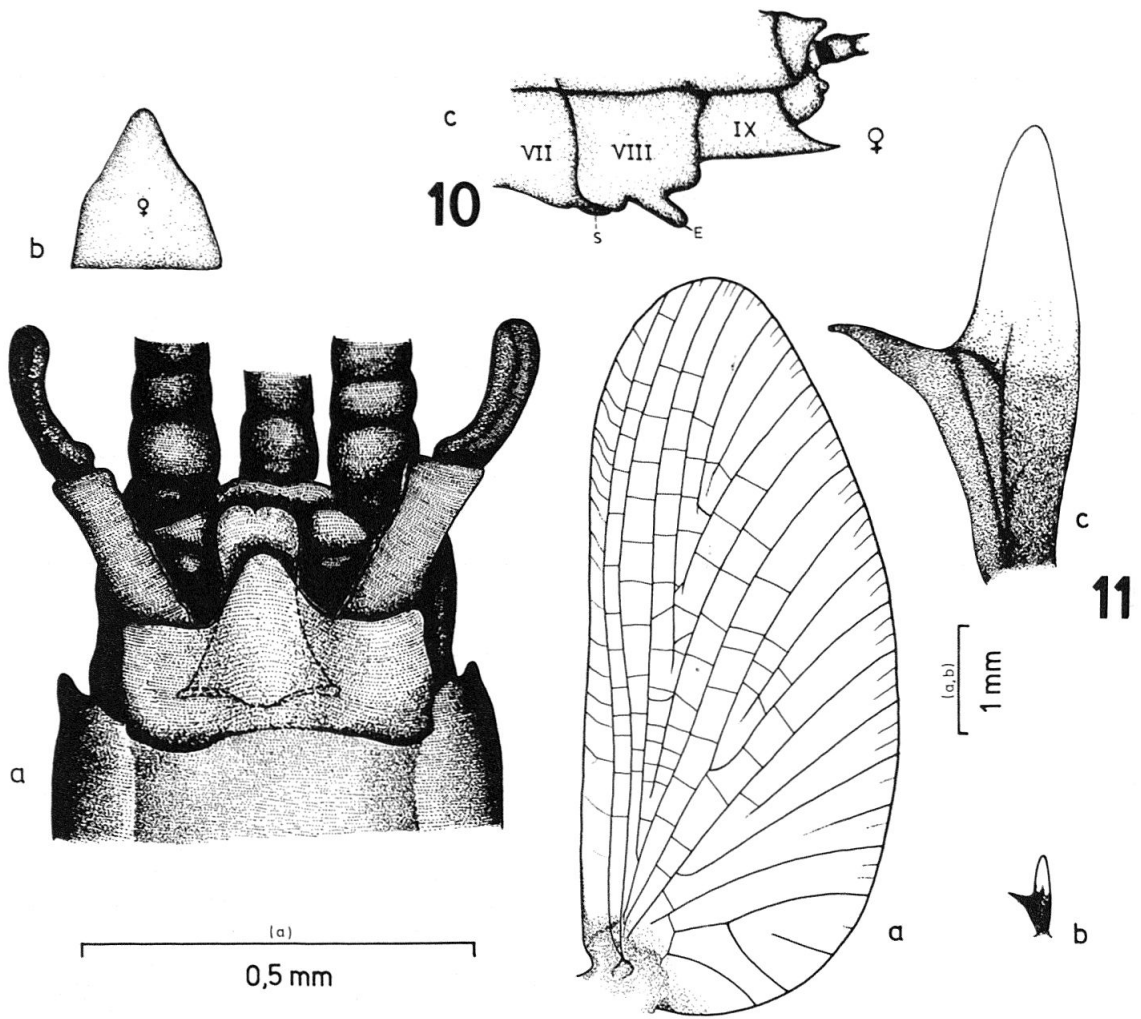 c
VII VIII IX ♀
10
S E
b ♀
c
11
(a,b)
1 mm
a
(a)
0,5 mm
a b